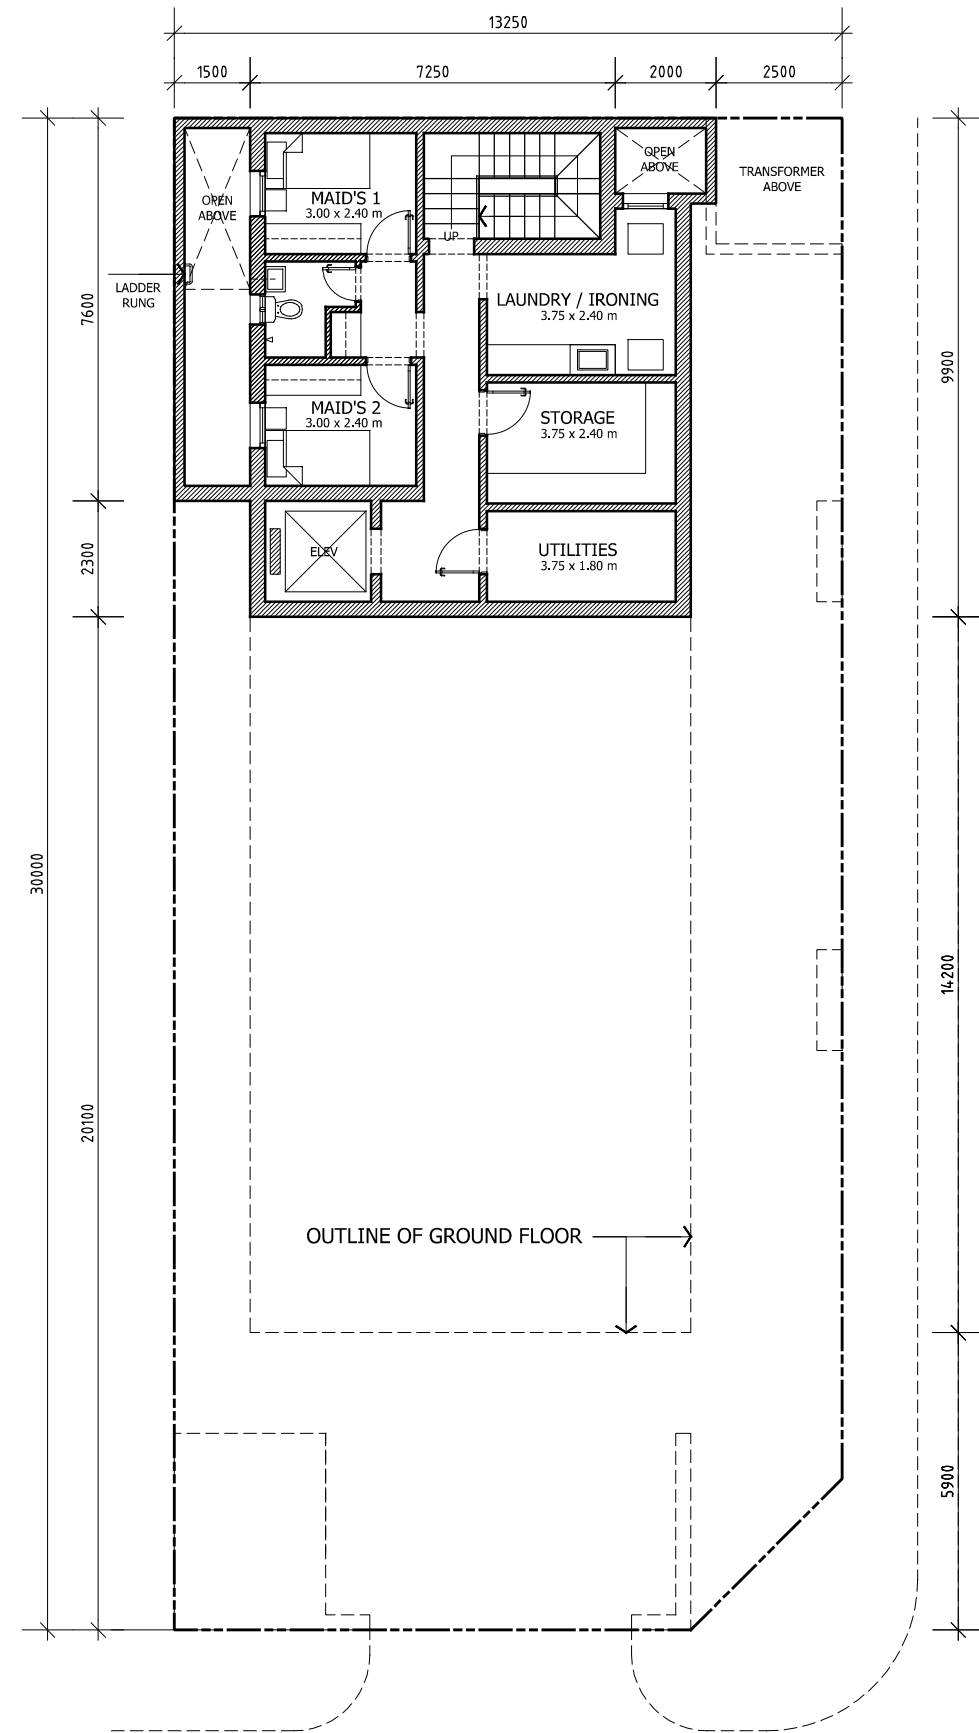 13250
1500
7250
2000
2500
OPEN
ABOVE
MAID'S 1
3.00 x 2.40 m
UP
OPEN
ABOVE
TRANSFORMER
ABOVE
LADDER
RUNG
7600
LAUNDRY / IRONING
3.75 x 2.40 m
9900
MAID'S 2
3.00 x 2.40 m
STORAGE
3.75 x 2.40 m
2300
ELEV
UTILITIES
3.75 x 1.80 m
30000
14200
20100
OUTLINE OF GROUND FLOOR
5900